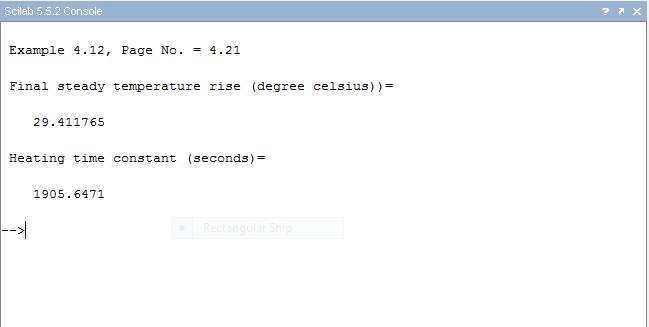 Scilab 5.5.2 Console
Example 4.12, Page No. = 4.21
Final steady temperature rise (degree celsius))=
29.411765
Heating time constant (seconds)=
1905.6471
-->
Rectangular Snip